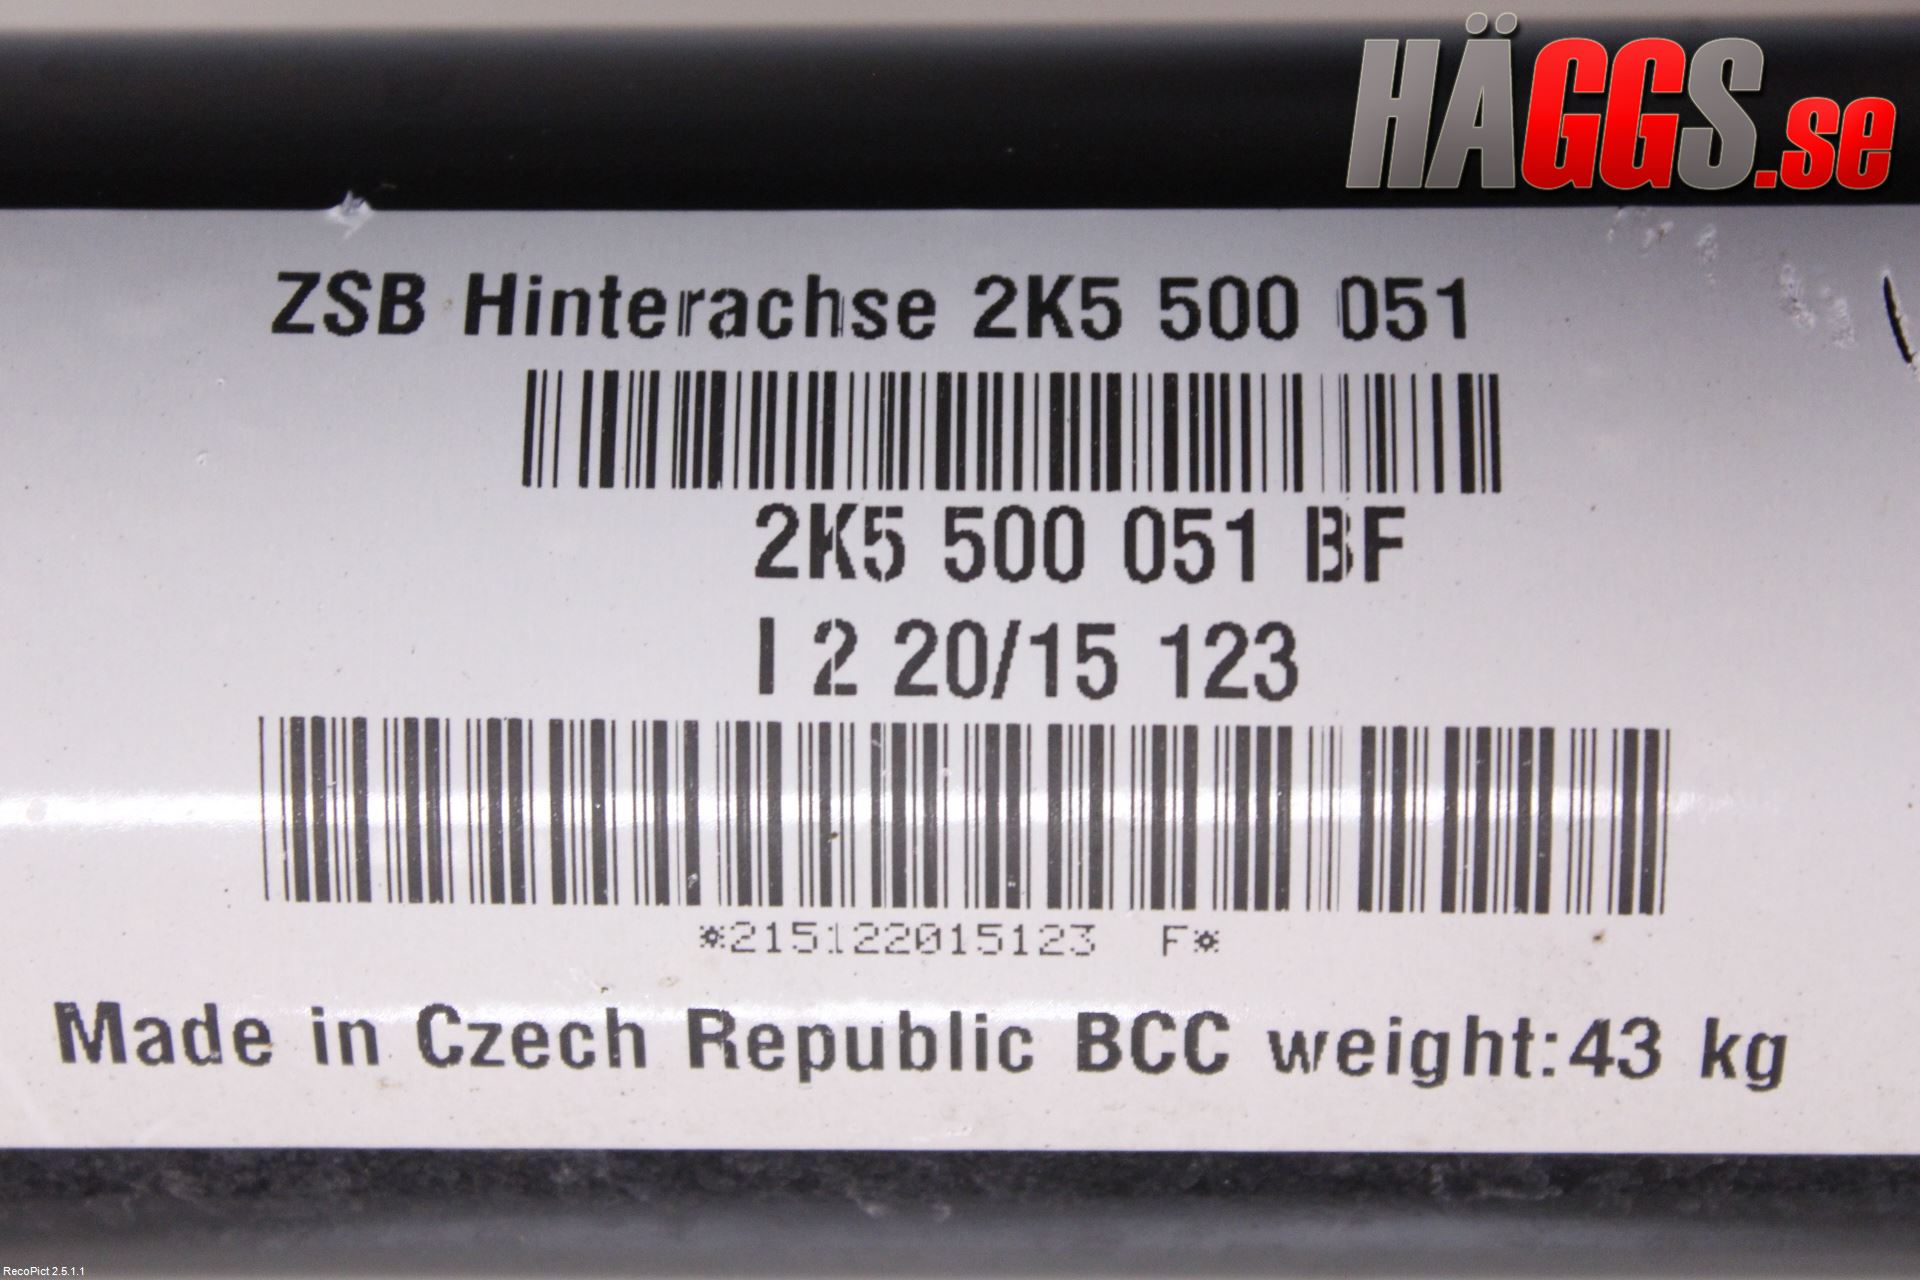 HÄGGS.se
ZSB Hinterachse 2K5 500 051
2K5 500 051 BF
I 2 20/15 123
*215122015123 F*
Made in Czech Republic BCC weight:43 kg
RecoPict 2.5.1.1